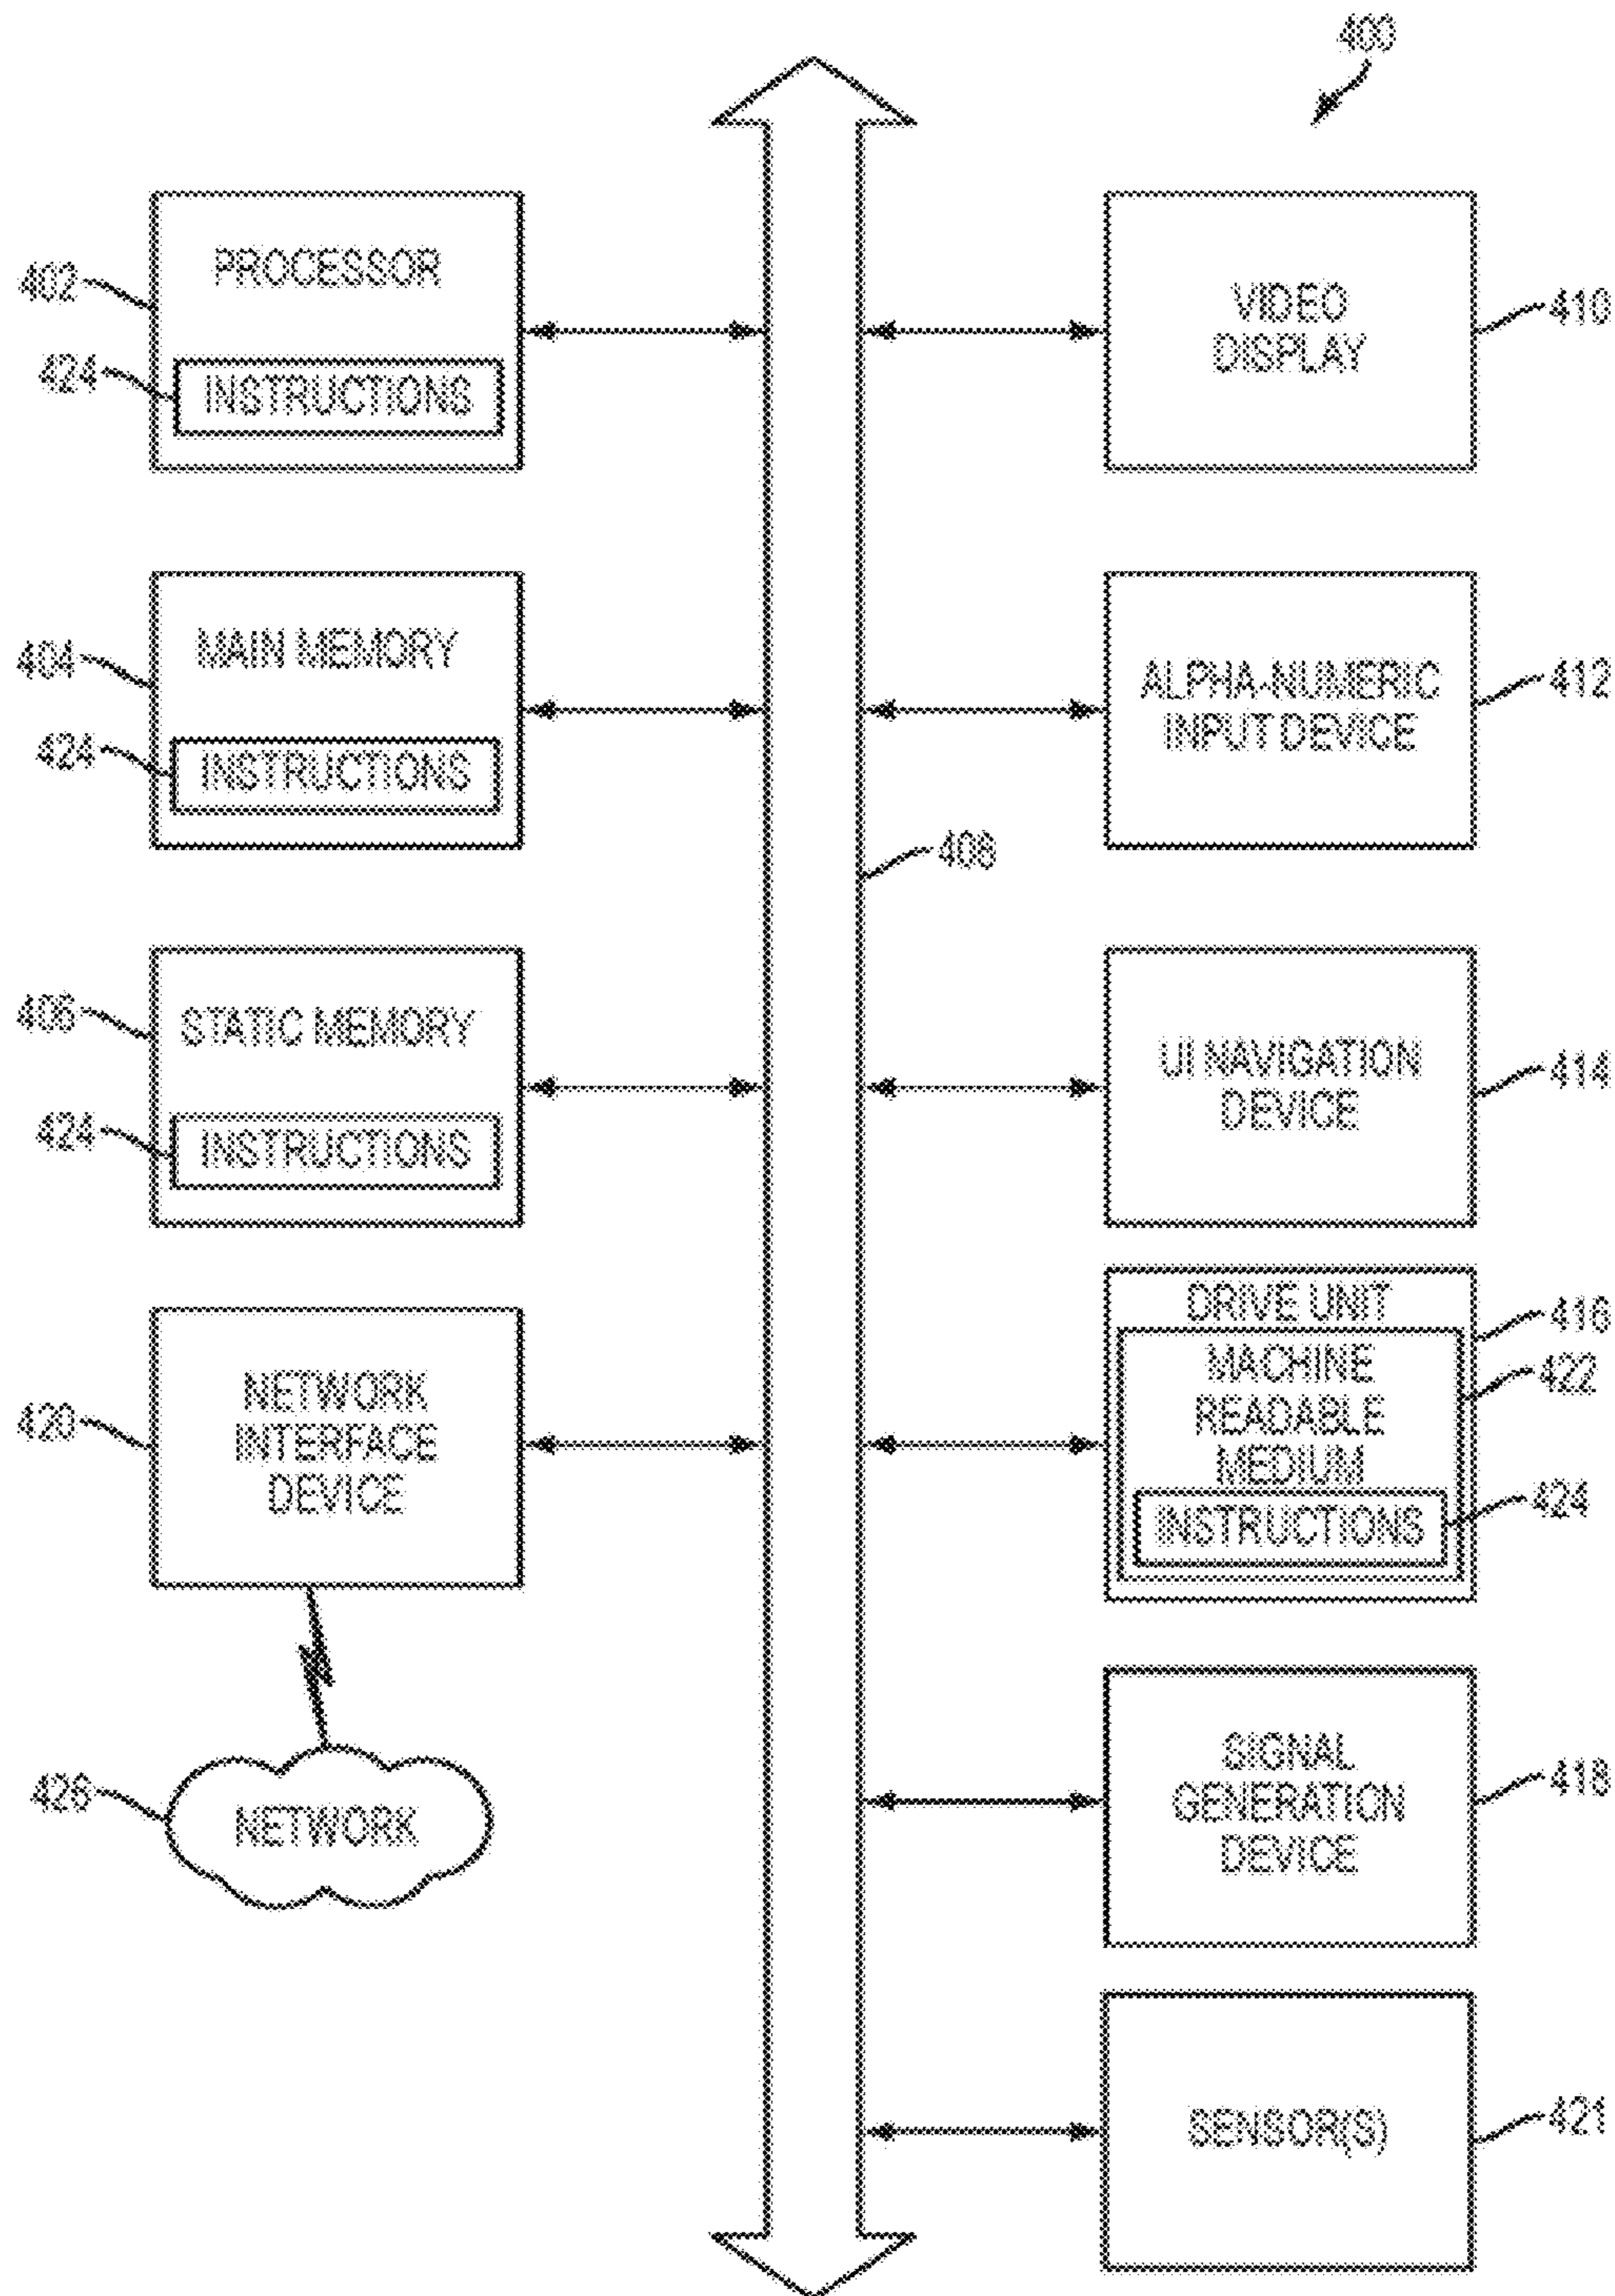 400
402
PROCESSOR
424
INSTRUCTIONS
VIDEO
DISPLAY
410
404
MAIN MEMORY
424
INSTRUCTIONS
ALPHA-NUMERIC
INPUT DEVICE
412
408
406
STATIC MEMORY
424
INSTRUCTIONS
UI NAVIGATION
DEVICE
414
420
NETWORK
INTERFACE
DEVICE
DRIVE UNIT
416
MACHINE
READABLE
MEDIUM
422
INSTRUCTIONS
424
426
NETWORK
SIGNAL
GENERATION
DEVICE
418
SENSOR(S)
421